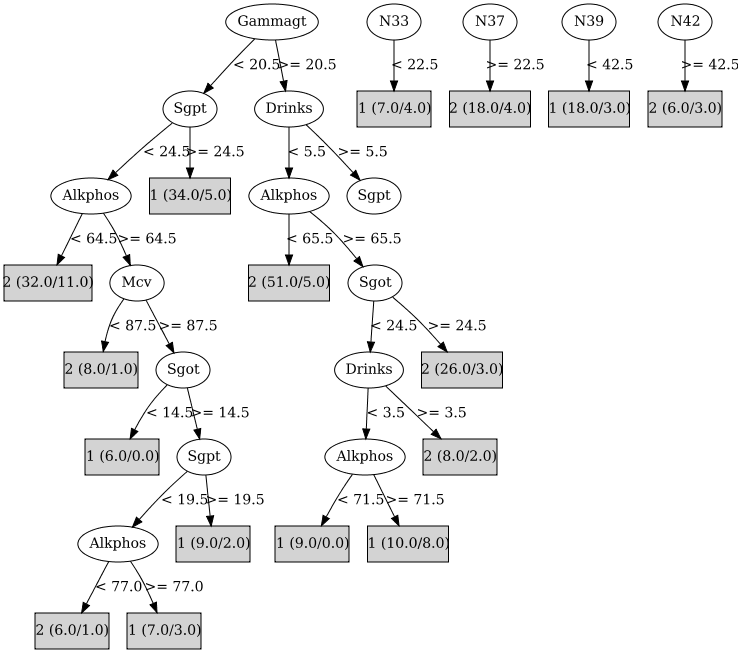 Gammagt N33 N37 N39 N42
< 20.5 >= 20.5 < 22.5 >= 22.5 < 42.5 >= 42.5
Sgpt Drinks 1 (7.0/4.0) 2 (18.0/4.0) 1 (18.0/3.0) 2 (6.0/3.0)
< 24.5 >= 24.5 < 5.5 >= 5.5
Alkphos 1 (34.0/5.0) Alkphos Sgpt
< 64.5 >= 64.5 < 65.5 >= 65.5
2 (32.0/11.0) Mcv 2 (51.0/5.0) Sgot
< 87.5 >= 87.5 < 24.5 >= 24.5
2 (8.0/1.0) Sgot Drinks 2 (26.0/3.0)
< 14.5 >= 14.5 < 3.5 >= 3.5
1 (6.0/0.0) Sgpt Alkphos 2 (8.0/2.0)
< 19.5 >= 19.5 < 71.5 >= 71.5
Alkphos 1 (9.0/2.0) 1 (9.0/0.0) 1 (10.0/8.0)
< 77.0 >= 77.0
2 (6.0/1.0) 1 (7.0/3.0)